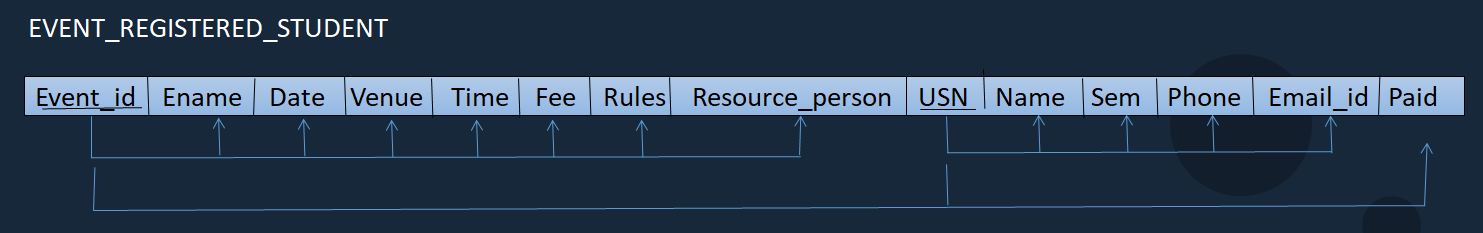 EVENT_REGISTERED_STUDENT
Event_id Ename Date Venue Time Fee Rules Resource_person USN Name Sem Phone Email_id Paid